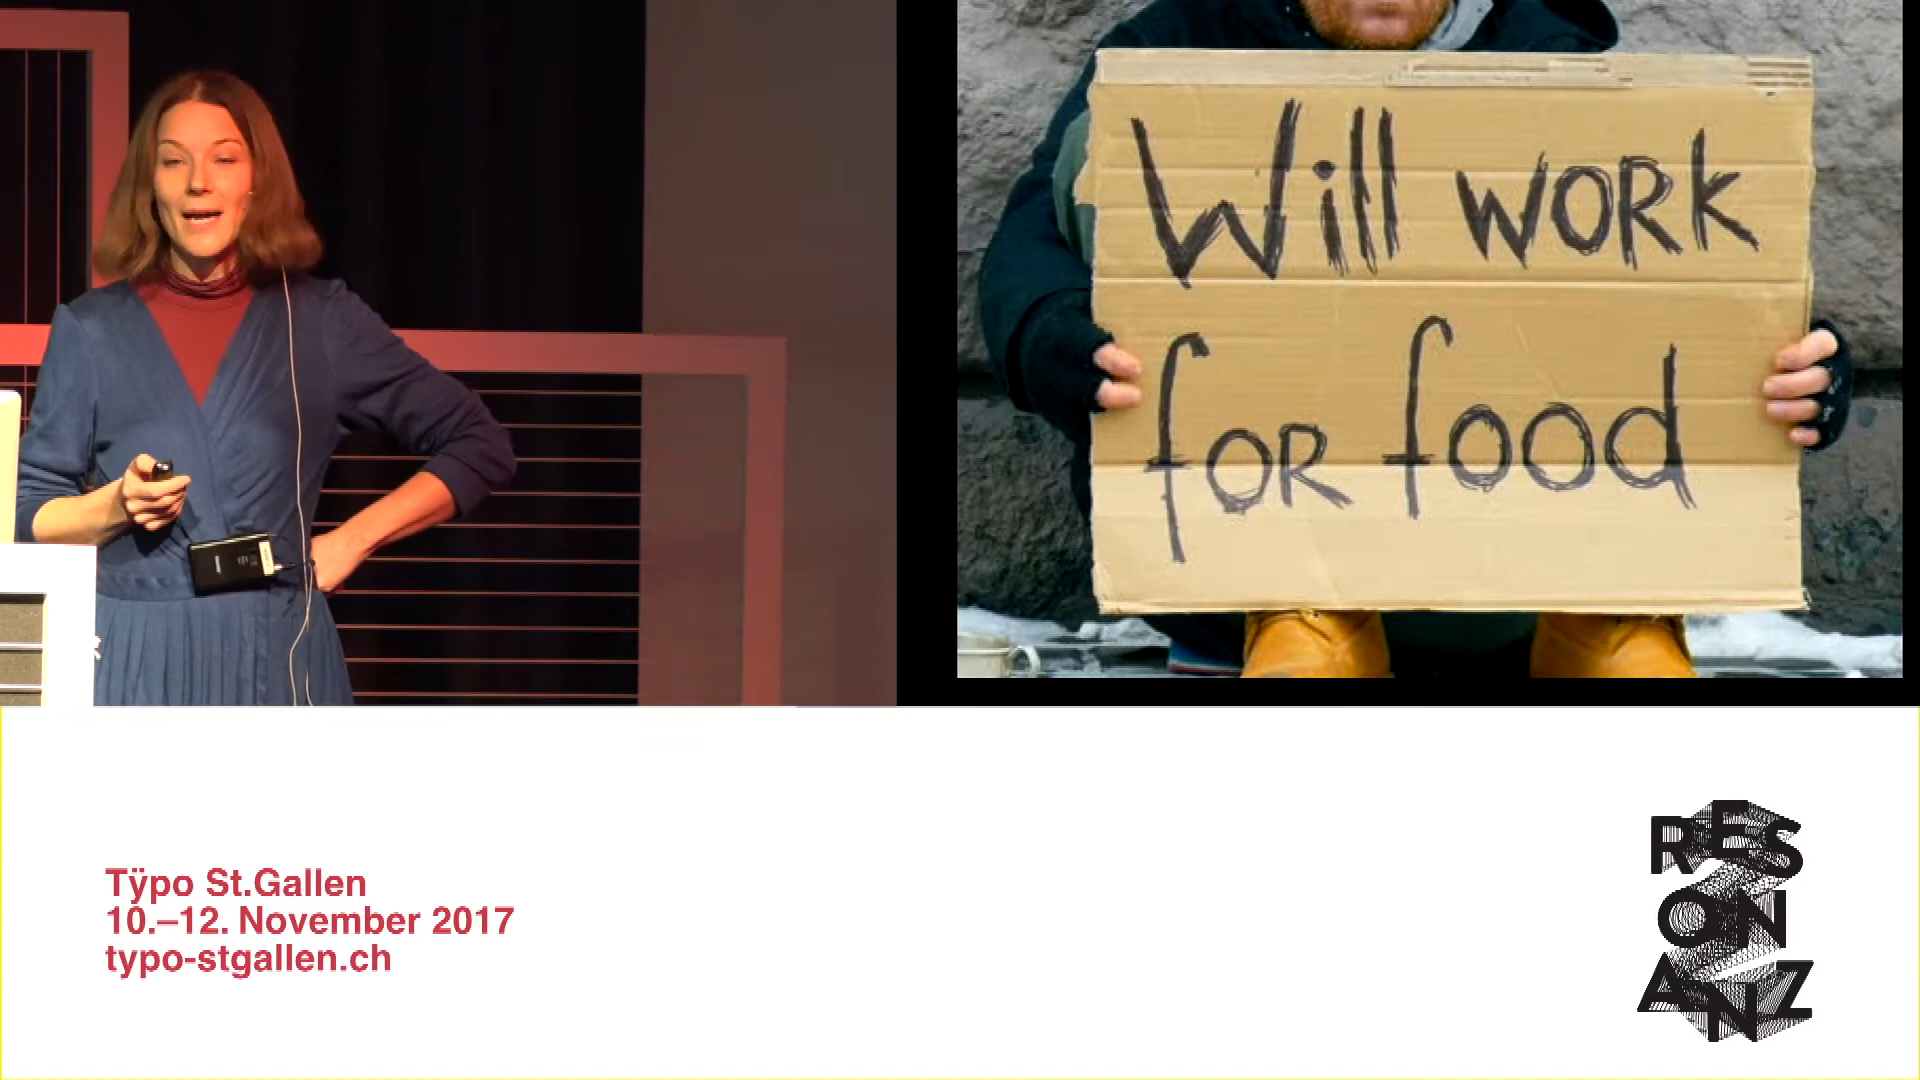 Will work
for food
Tÿpo St.Gallen
10.–12. November 2017
typo-stgallen.ch
RES
ON
ANZ